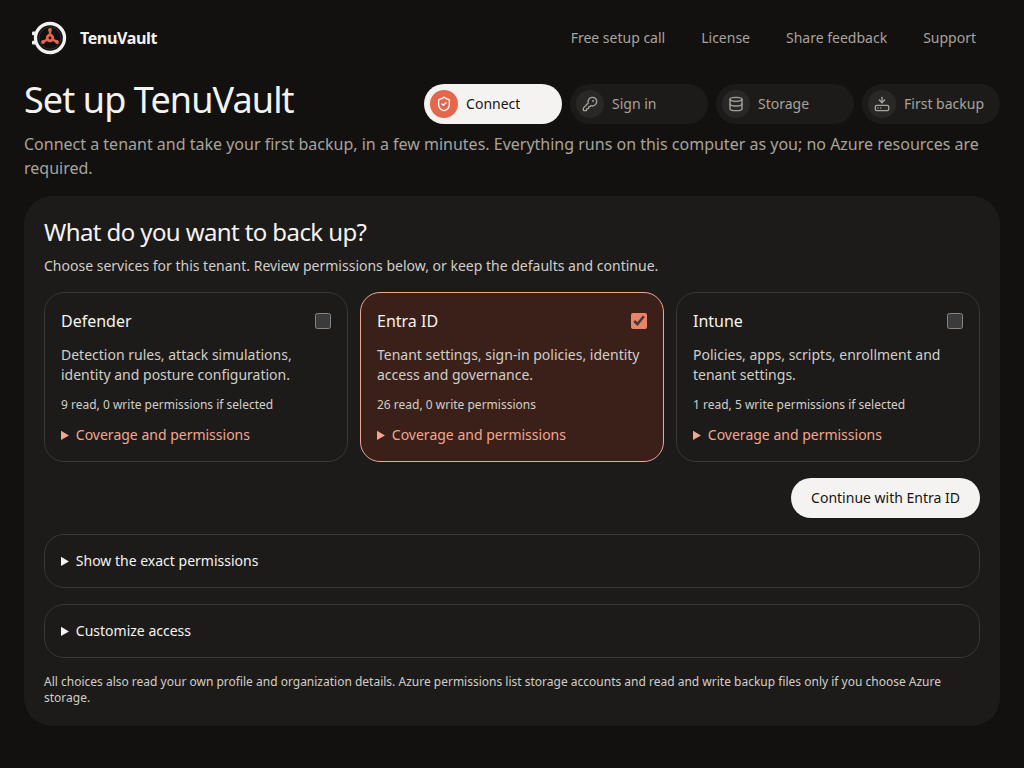 TenuVault
Free setup call
License
Share feedback
Support
Set up TenuVault
Connect
Sign in
Storage
First backup
Connect a tenant and take your first backup, in a few minutes. Everything runs on this computer as you; no Azure resources are
required.
What do you want to back up?
Choose services for this tenant. Review permissions below, or keep the defaults and continue.
Defender
Detection rules, attack simulations,
identity and posture configuration.
9 read, 0 write permissions if selected
Coverage and permissions
Entra ID
Tenant settings, sign-in policies, identity
access and governance.
26 read, 0 write permissions
Coverage and permissions
Intune
Policies, apps, scripts, enrollment and
tenant settings.
1 read, 5 write permissions if selected
Coverage and permissions
Continue with Entra ID
Show the exact permissions
Customize access
All choices also read your own profile and organization details. Azure permissions list storage accounts and read and write backup files only if you choose Azure
storage.